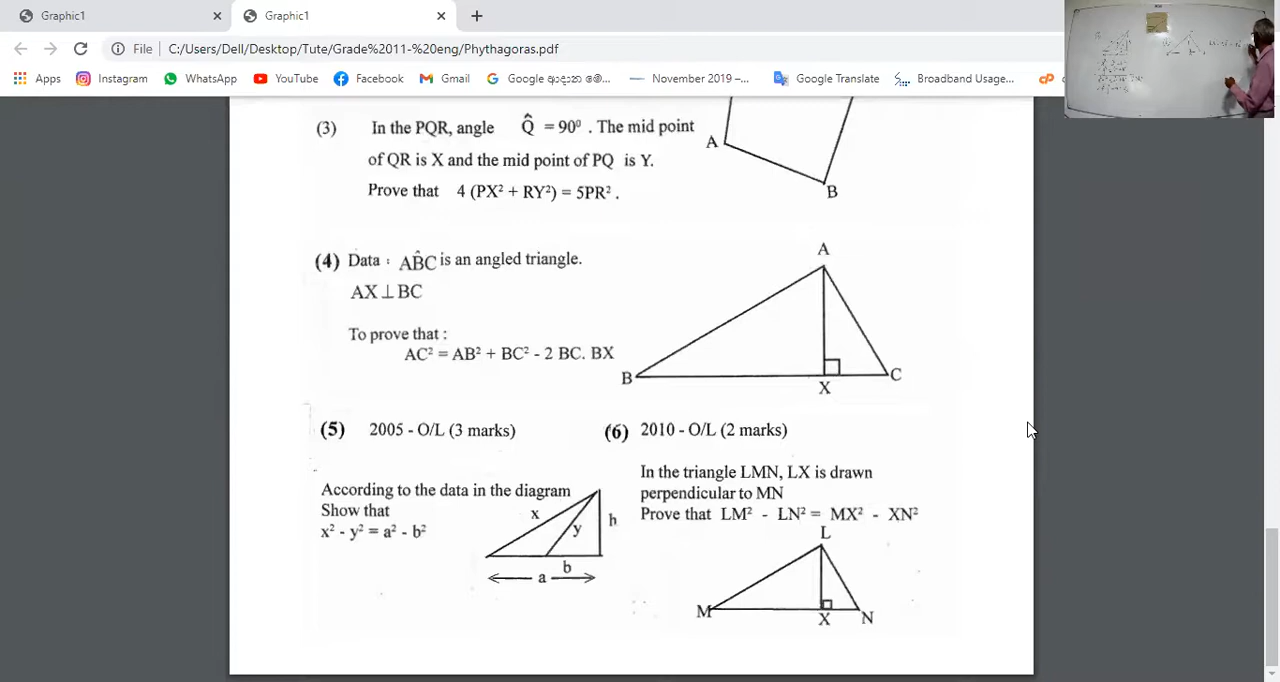 Graphic1
Graphic1
File C:/Users/Dell/Desktop/Tute/Grade%2011-%20eng/Phythagoras.pdf
Apps Instagram WhatsApp YouTube Facebook Gmail Google November 2019 –... Google Translate Broadband Usage...
(3) In the PQR, angle Q̂ = 90⁰ . The mid point
of QR is X and the mid point of PQ is Y.
Prove that 4 (PX² + RY²) = 5PR² .
A
B
(4) Data : AB̂C is an angled triangle.
AX⊥BC
To prove that :
AC² = AB² + BC² - 2 BC. BX
A
B
X
C
(5) 2005 - O/L (3 marks)
According to the data in the diagram
Show that
x² - y² = a² - b²
x
y
h
b
a
(6) 2010 - O/L (2 marks)
In the triangle LMN, LX is drawn
perpendicular to MN
Prove that LM² - LN² = MX² - XN²
L
M
X
N